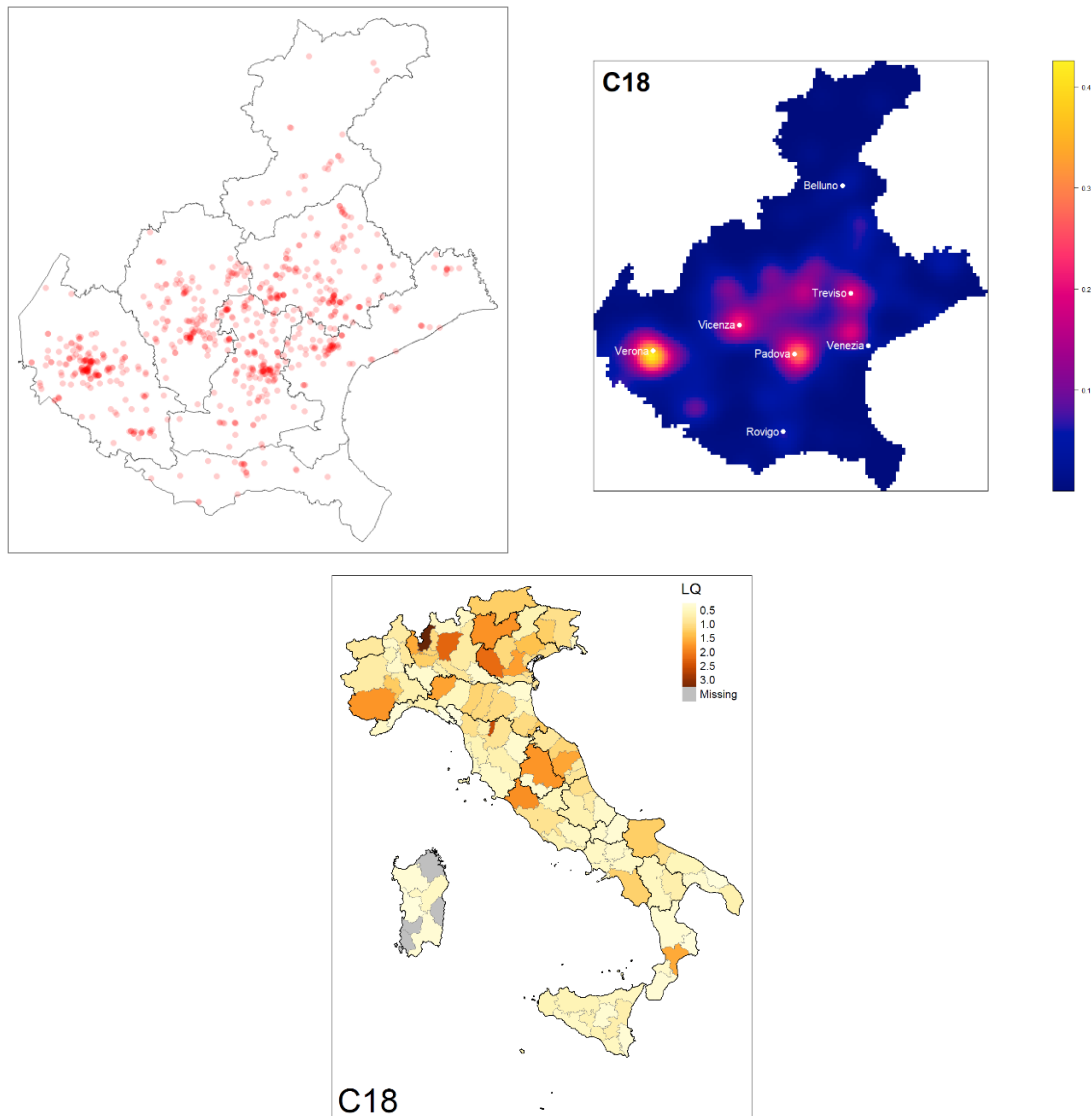 C18
0.4
0.3
0.2
0.1
Belluno
Treviso
Vicenza
Venezia
Verona
Padova
Rovigo
LQ
0.5
1.0
1.5
2.0
2.5
3.0
Missing
C18